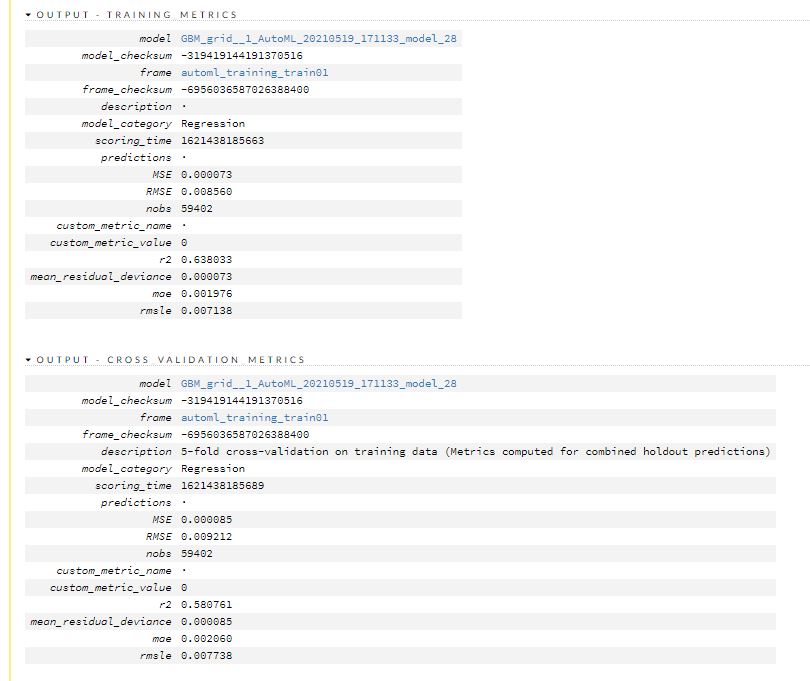 OUTPUT - TRAINING METRICS
model GBM_grid__1_AutoML_20210519_171133_model_28
model_checksum -319419144191370516
frame automl_training_train01
frame_checksum -6956036587026388400
description ·
model_category Regression
scoring_time 1621438185663
predictions ·
MSE 0.000073
RMSE 0.008560
nobs 59402
custom_metric_name ·
custom_metric_value 0
r2 0.638033
mean_residual_deviance 0.000073
mae 0.001976
rmsle 0.007138
OUTPUT - CROSS VALIDATION METRICS
model GBM_grid__1_AutoML_20210519_171133_model_28
model_checksum -319419144191370516
frame automl_training_train01
frame_checksum -6956036587026388400
description 5-fold cross-validation on training data (Metrics computed for combined holdout predictions)
model_category Regression
scoring_time 1621438185689
predictions ·
MSE 0.000085
RMSE 0.009212
nobs 59402
custom_metric_name ·
custom_metric_value 0
r2 0.580761
mean_residual_deviance 0.000085
mae 0.002060
rmsle 0.007738